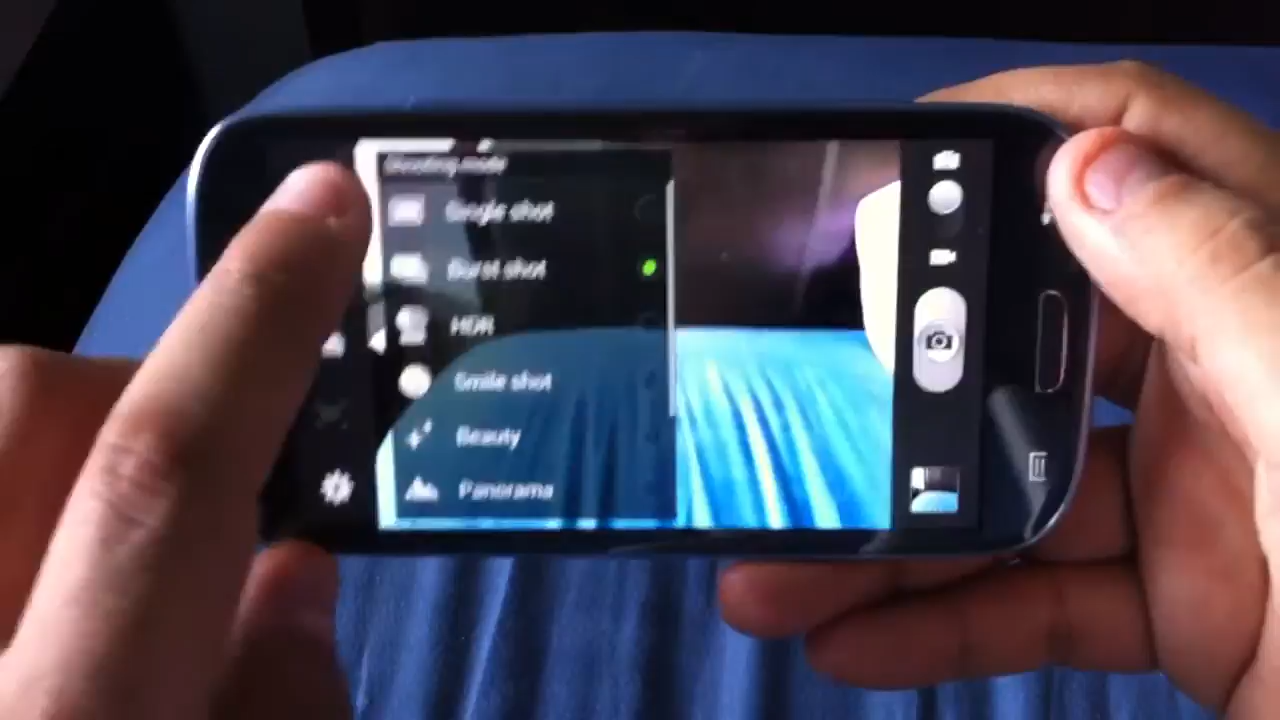 Shooting mode
Single shot
Burst shot
HDR
Smile shot
Beauty
Panorama